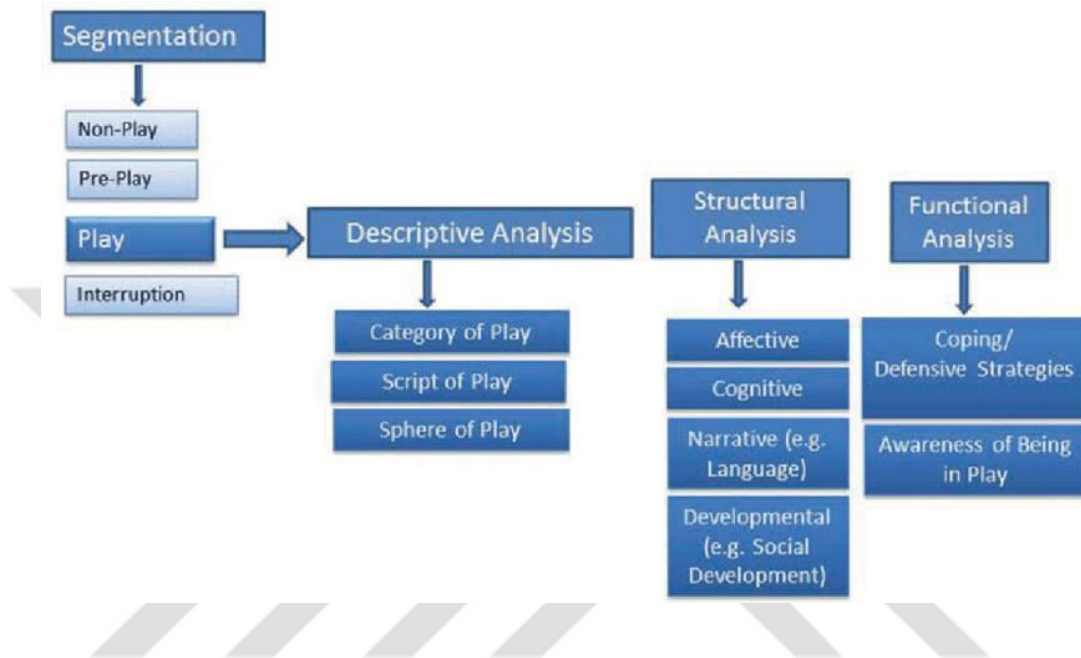 Segmentation
Non-Play
Pre-Play
Play
Interruption
Descriptive Analysis
Category of Play
Script of Play
Sphere of Play
Structural
Analysis
Affective
Cognitive
Narrative (e.g.
Language)
Developmental
(e.g. Social
Development)
Functional
Analysis
Coping/
Defensive Strategies
Awareness of Being
in Play